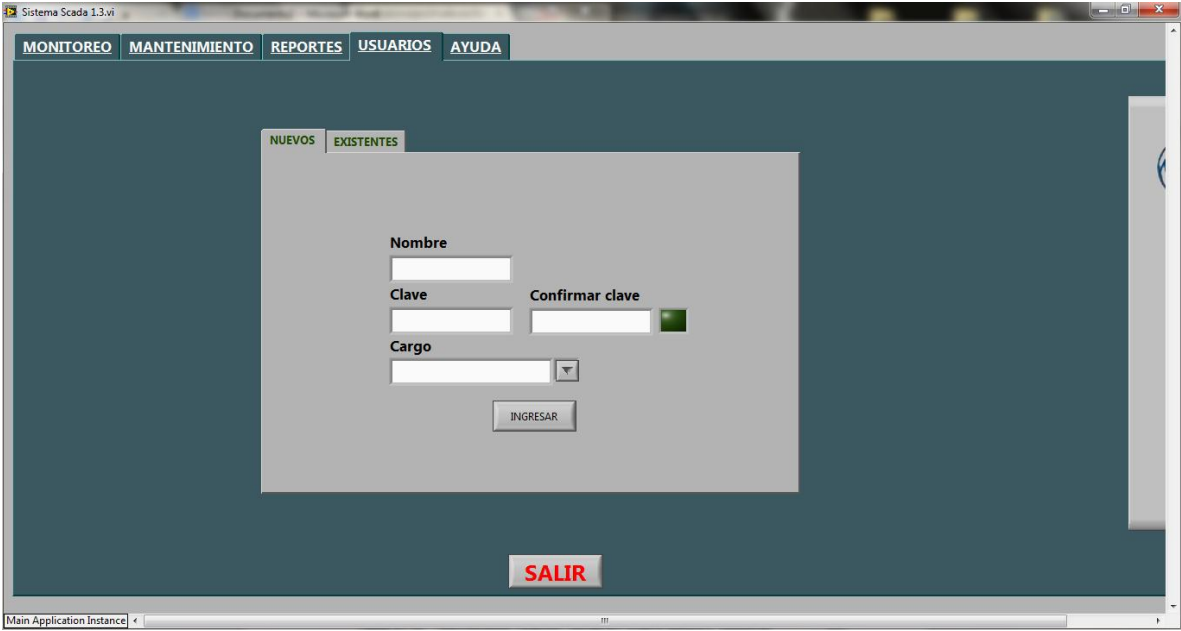 Sistema Scada 1.3.vi
MONITOREO MANTENIMIENTO REPORTES USUARIOS AYUDA
NUEVOS EXISTENTES
Nombre
Clave Confirmar clave
Cargo
INGRESAR
SALIR
Main Application Instance